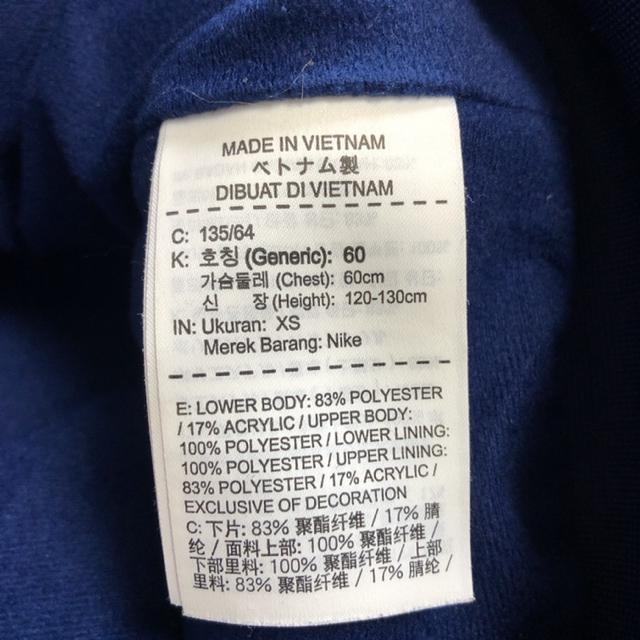 MADE IN VIETNAM
ベトナム製
DIBUAT DI VIETNAM
C: 135/64
K: 호칭 (Generic): 60
가슴둘레 (Chest): 60cm
신 장 (Height): 120-130cm
IN: Ukuran: XS
Merek Barang: Nike
E: LOWER BODY: 83% POLYESTER
/ 17% ACRYLIC / UPPER BODY:
100% POLYESTER / LOWER LINING:
100% POLYESTER / UPPER LINING:
83% POLYESTER / 17% ACRYLIC /
EXCLUSIVE OF DECORATION
C: 下片: 83% 聚酯纤维 / 17% 腈
纶 / 面料上部: 100% 聚酯纤维 /
下部里料: 100% 聚酯纤维 / 上部
里料: 83% 聚酯纤维 / 17% 腈纶 /